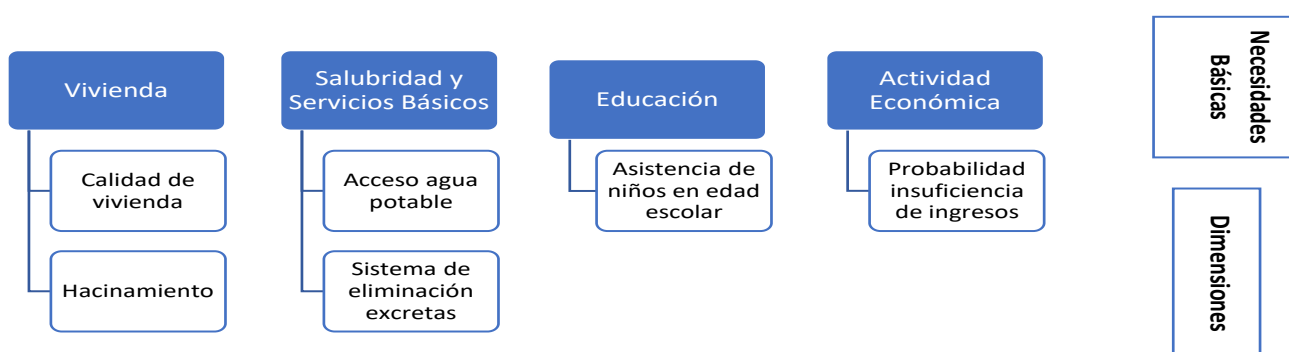 Vivienda
Calidad de
vivienda
Hacinamiento
Salubridad y
Servicios Básicos
Acceso agua
potable
Sistema de
eliminación
excretas
Educación
Asistencia de
niños en edad
escolar
Actividad
Económica
Probabilidad
insuficiencia
de ingresos
Necesidades
Básicas
Dimensiones